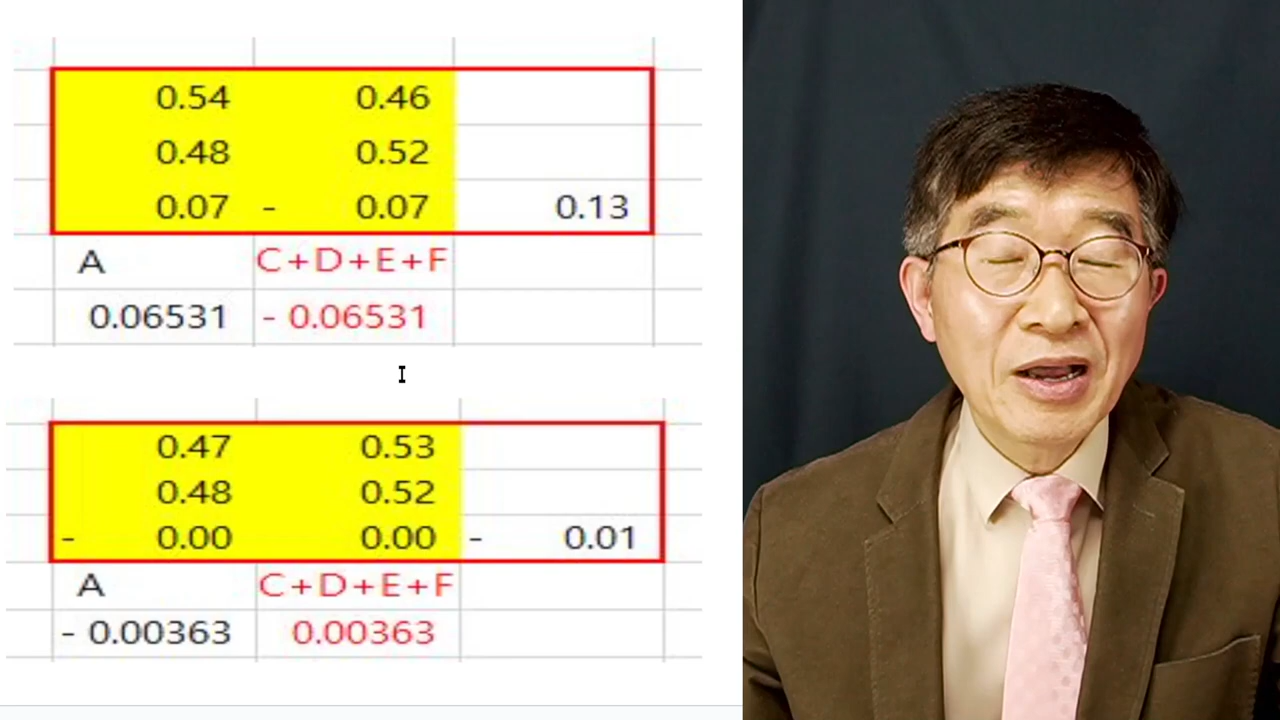 0.54 0.46
0.48 0.52
0.07 - 0.07 0.13
A C+D+E+F
0.06531 - 0.06531
0.47 0.53
0.48 0.52
- 0.00 0.00 - 0.01
A C+D+E+F
- 0.00363 0.00363